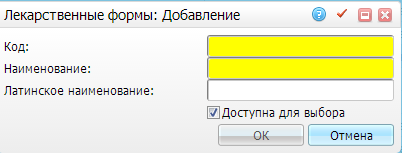 Лекарственные формы: Добавление
Код:
Наименование:
Латинское наименование:
Доступна для выбора
ОК Отмена